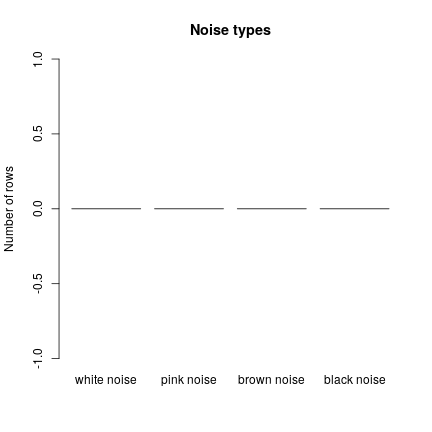 Noise types
Number of rows
1.0
0.5
0.0
-0.5
-1.0
white noise
pink noise
brown noise
black noise